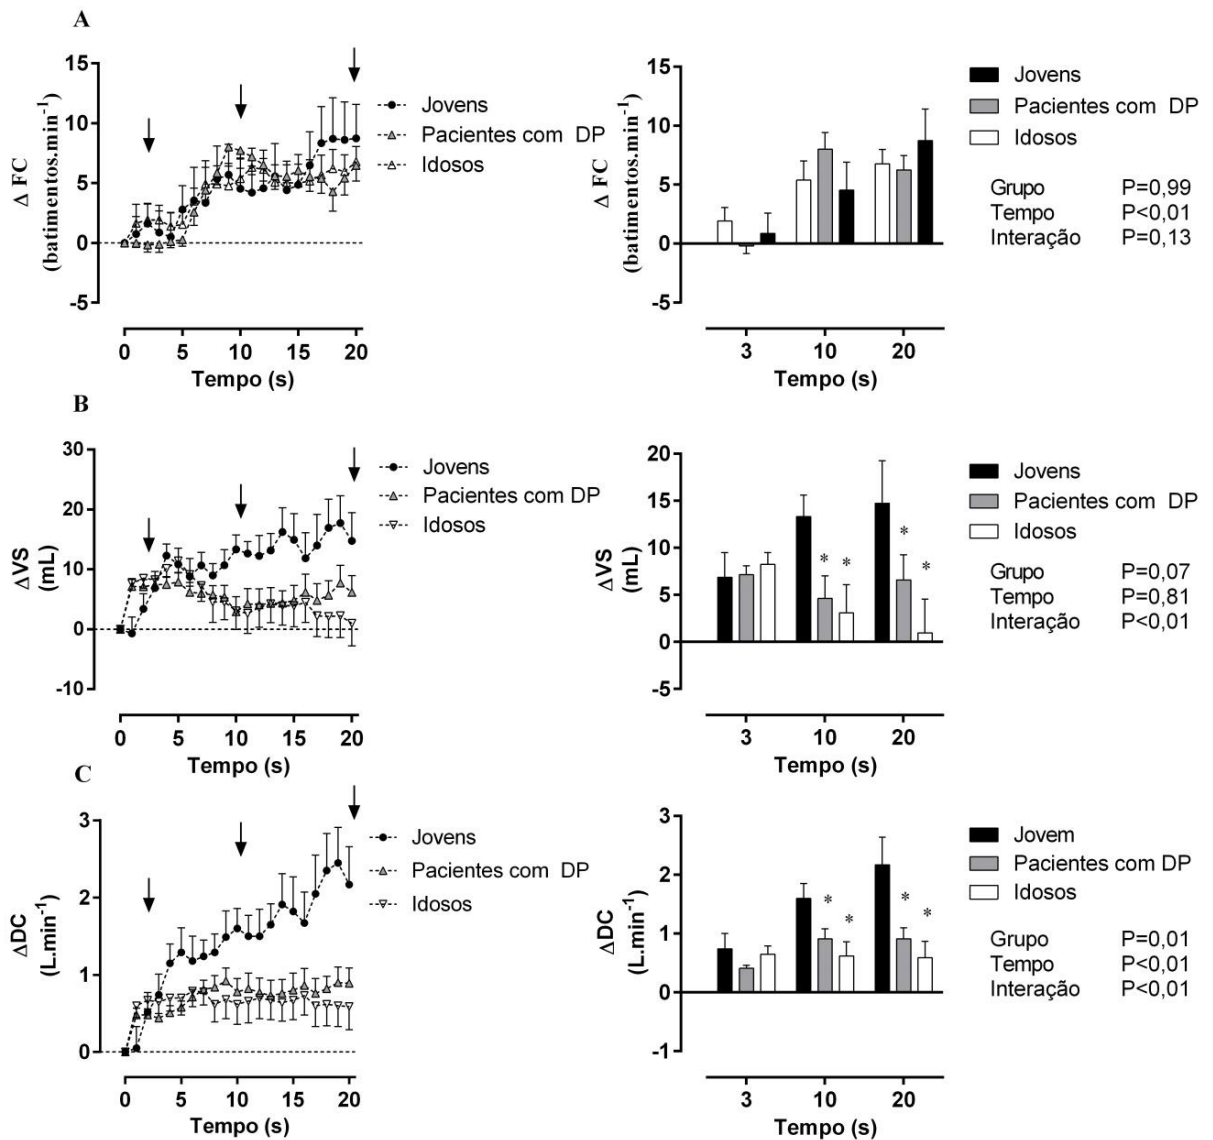 A
15
10
5
0
-5
Δ FC
(batimentos.min⁻¹)
0 5 10 15 20
Tempo (s)
Jovens
Pacientes com DP
Idosos
15
10
5
0
-5
Δ FC
(batimentos.min⁻¹)
3 10 20
Tempo (s)
Jovens
Pacientes com DP
Idosos
Grupo P=0,99
Tempo P<0,01
Interação P=0,13
B
30
20
10
0
-10
ΔVS
(mL)
0 5 10 15 20
Tempo (s)
Jovens
Pacientes com DP
Idosos
20
15
10
5
0
-5
ΔVS
(mL)
* * * *
3 10 20
Tempo (s)
Jovens
Pacientes com DP
Idosos
Grupo P=0,07
Tempo P=0,81
Interação P<0,01
C
3
2
1
0
ΔDC
(L.min⁻¹)
0 5 10 15 20
Tempo (s)
Jovens
Pacientes com DP
Idosos
3
2
1
0
-1
ΔDC
(L.min⁻¹)
* * * *
3 10 20
Tempo (s)
Jovem
Pacientes com DP
Idosos
Grupo P=0,01
Tempo P<0,01
Interação P<0,01